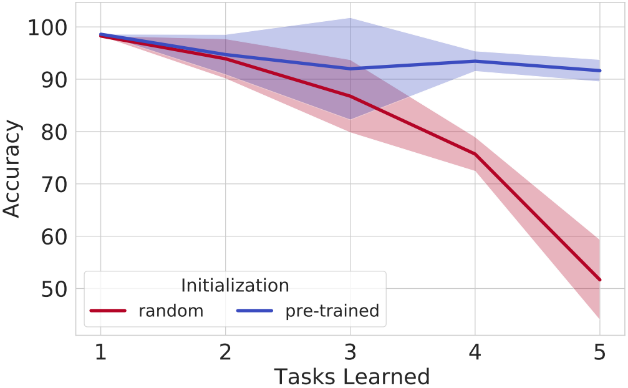 100
90
80
70
60
50
Accuracy
Initialization
random pre-trained
1 2 3 4 5
Tasks Learned